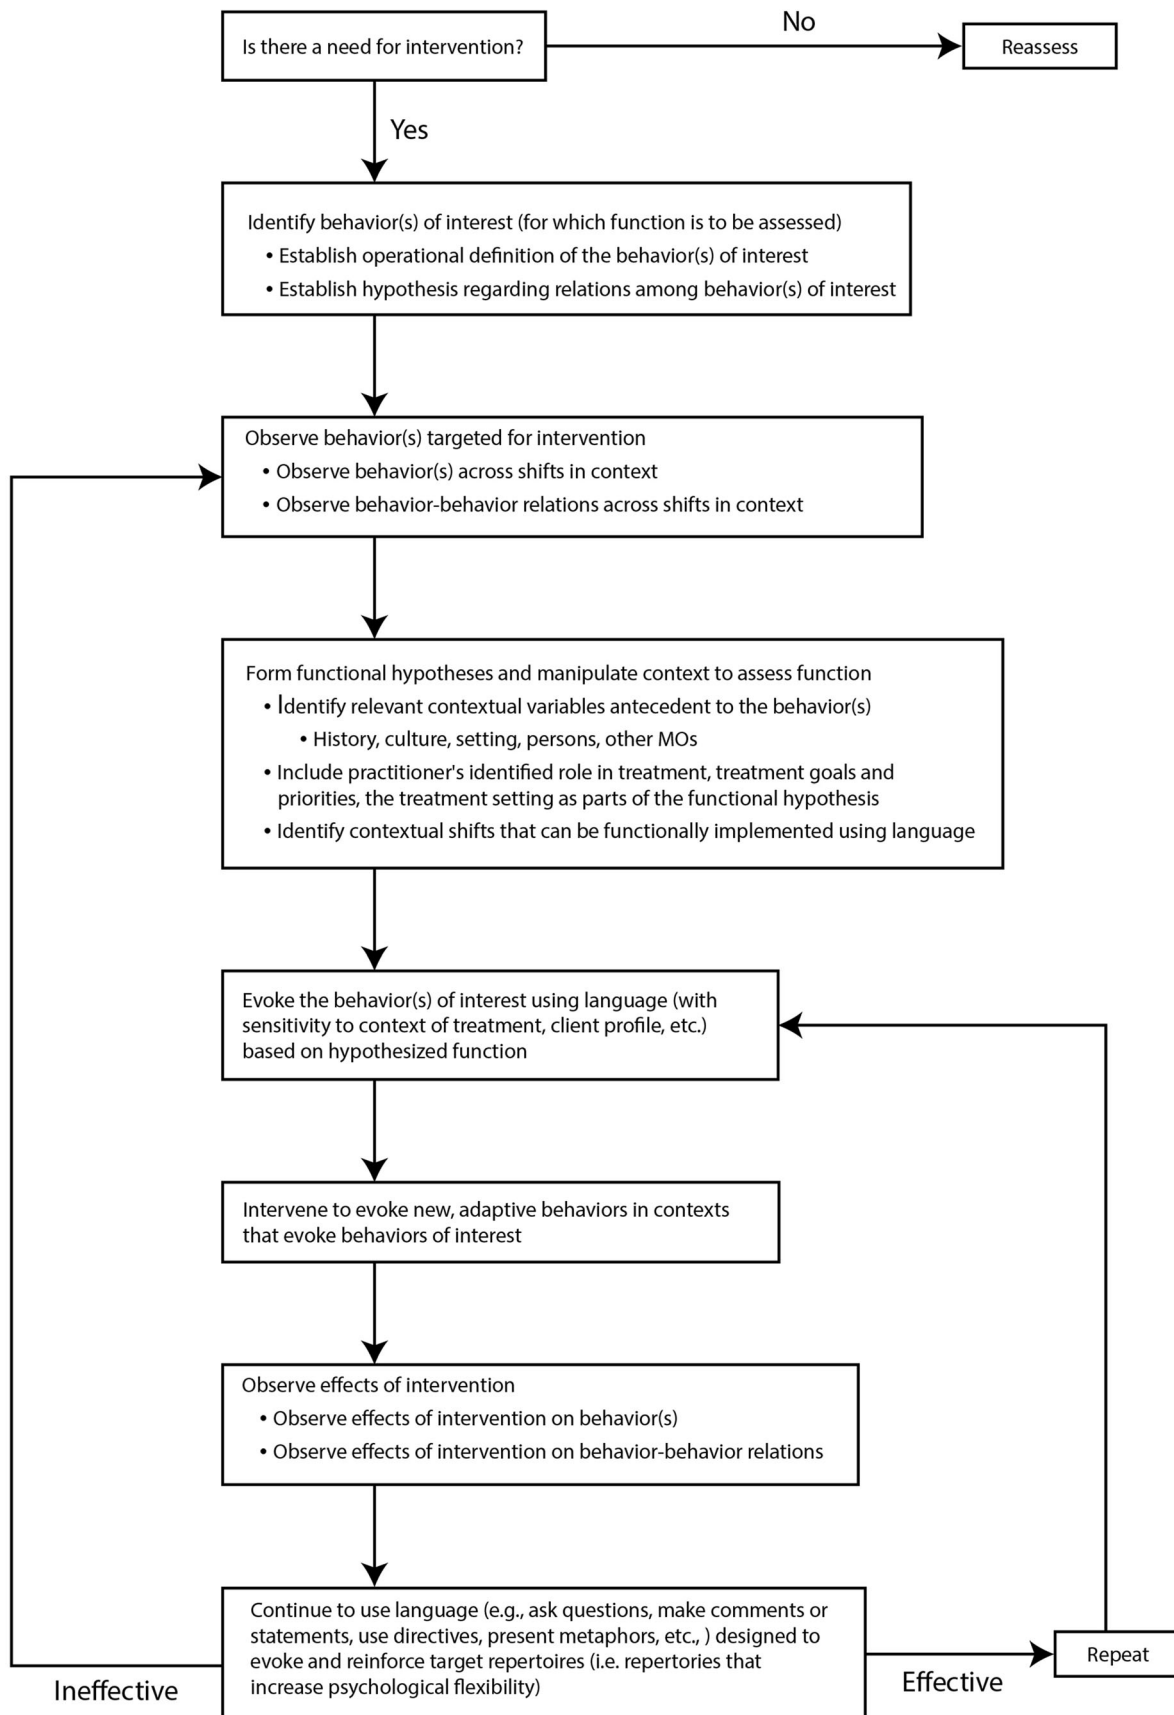 Is there a need for intervention?
No
Reassess
Yes
Identify behavior(s) of interest (for which function is to be assessed)
• Establish operational definition of the behavior(s) of interest
• Establish hypothesis regarding relations among behavior(s) of interest
Observe behavior(s) targeted for intervention
• Observe behavior(s) across shifts in context
• Observe behavior-behavior relations across shifts in context
Form functional hypotheses and manipulate context to assess function
• Identify relevant contextual variables antecedent to the behavior(s)
• History, culture, setting, persons, other MOs
• Include practitioner's identified role in treatment, treatment goals and
priorities, the treatment setting as parts of the functional hypothesis
• Identify contextual shifts that can be functionally implemented using language
Evoke the behavior(s) of interest using language (with
sensitivity to context of treatment, client profile, etc.)
based on hypothesized function
Intervene to evoke new, adaptive behaviors in contexts
that evoke behaviors of interest
Observe effects of intervention
• Observe effects of intervention on behavior(s)
• Observe effects of intervention on behavior-behavior relations
Continue to use language (e.g., ask questions, make comments or
statements, use directives, present metaphors, etc., ) designed to
evoke and reinforce target repertoires (i.e. repertories that
increase psychological flexibility)
Ineffective
Effective
Repeat